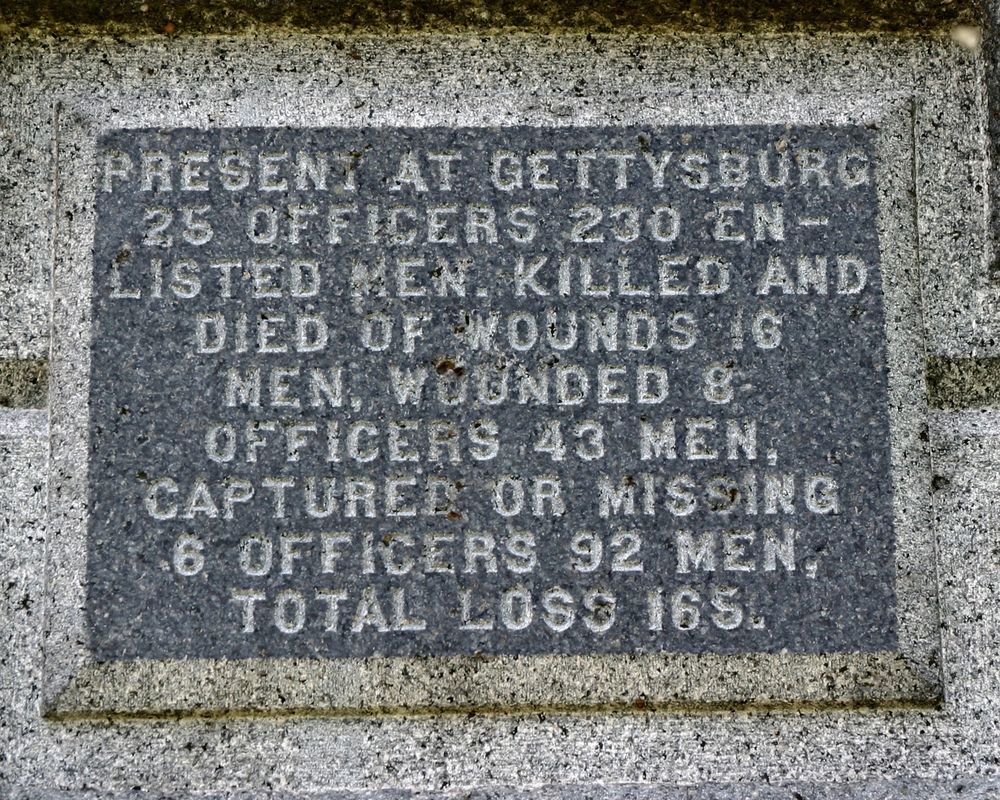 PRESENT AT GETTYSBURG
25 OFFICERS 230 EN-
LISTED MEN. KILLED AND
DIED OF WOUNDS 16
MEN, WOUNDED 8
OFFICERS 43 MEN,
CAPTURED OR MISSING
6 OFFICERS 92 MEN,
TOTAL LOSS 165.